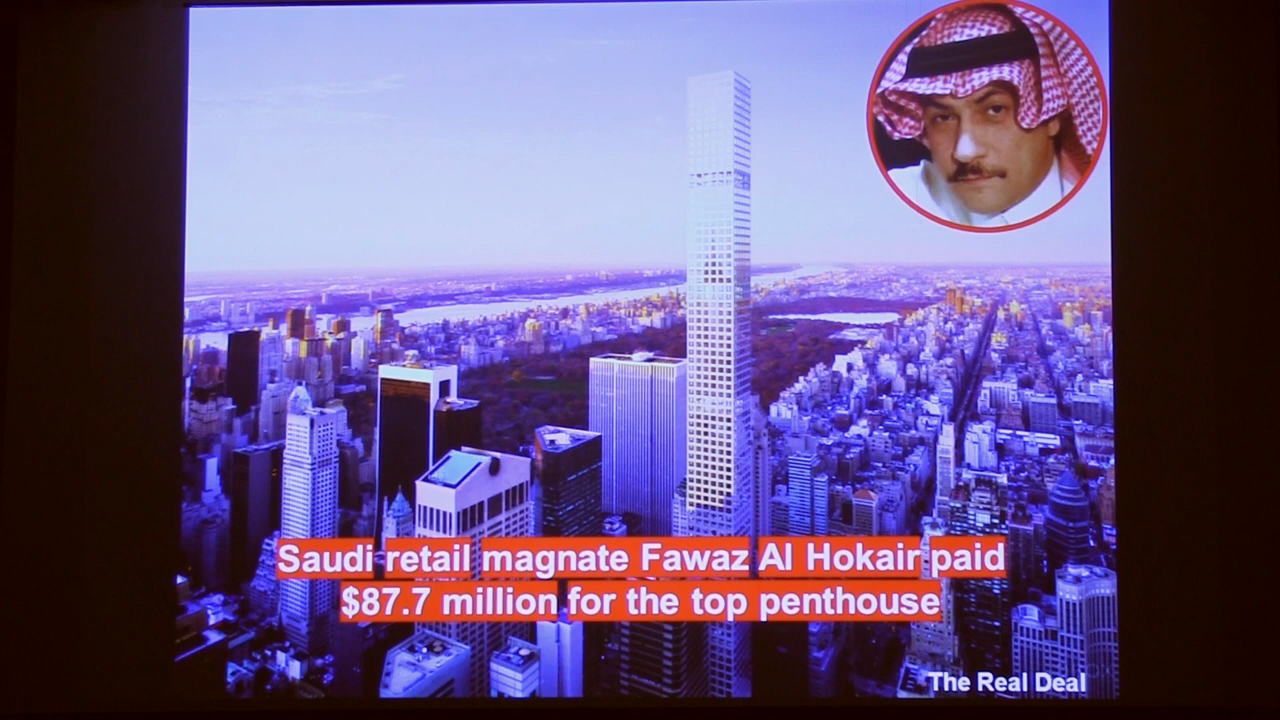 Saudi retail magnate Fawaz Al Hokair paid
$87.7 million for the top penthouse
The Real Deal